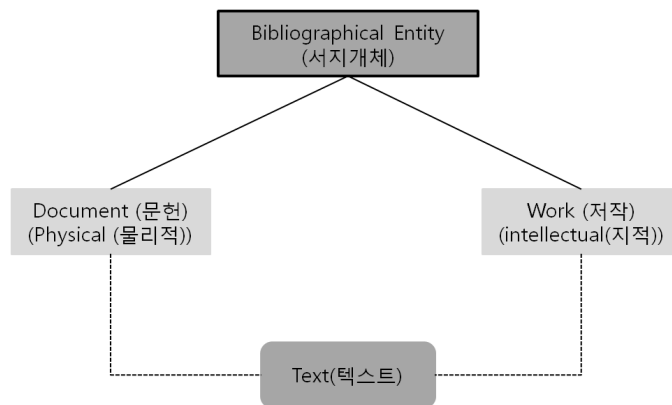 Bibliographical Entity
(서지개체)
Document (문헌)
(Physical (물리적))
Work (저작)
(intellectual(지적))
Text(텍스트)